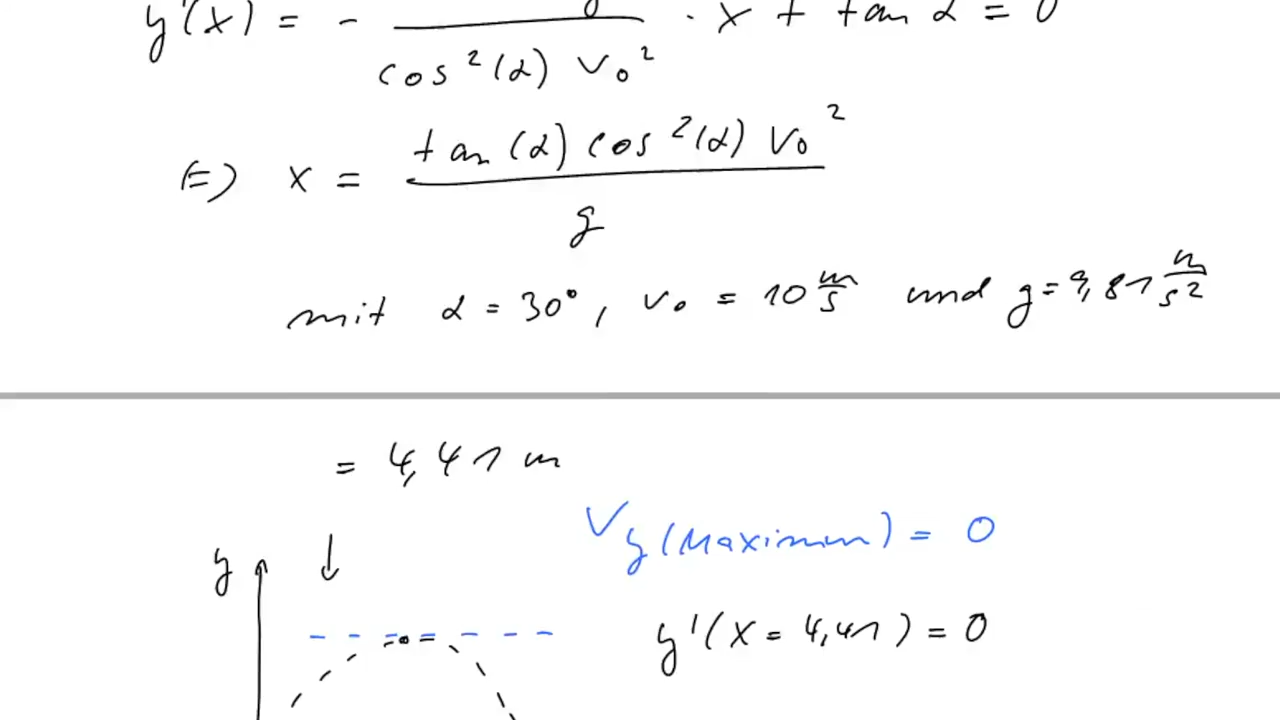 y'(x) = - g / (cos²(α) v₀²) · x + tan α = 0
⇔ x = (tan(α) cos²(α) v₀²) / g
mit α = 30°, v₀ = 10 m/s und g = 9,81 m/s²
= 4,41 m
v y(Maximum) = 0
y
y'(x = 4,41) = 0